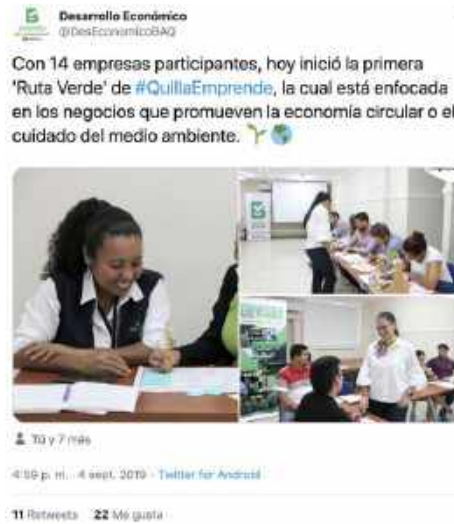 Desarrollo Económico
@DesEconomicoBAQ
Con 14 empresas participantes, hoy inició la primera
'Ruta Verde' de #QuillaEmprende, la cual está enfocada
en los negocios que promueven la economía circular o el
cuidado del medio ambiente.
Tú y 7 más
4:59 p. m. · 4 sept. 2019 · Twitter for Android
11 Retweets 22 Me gusta